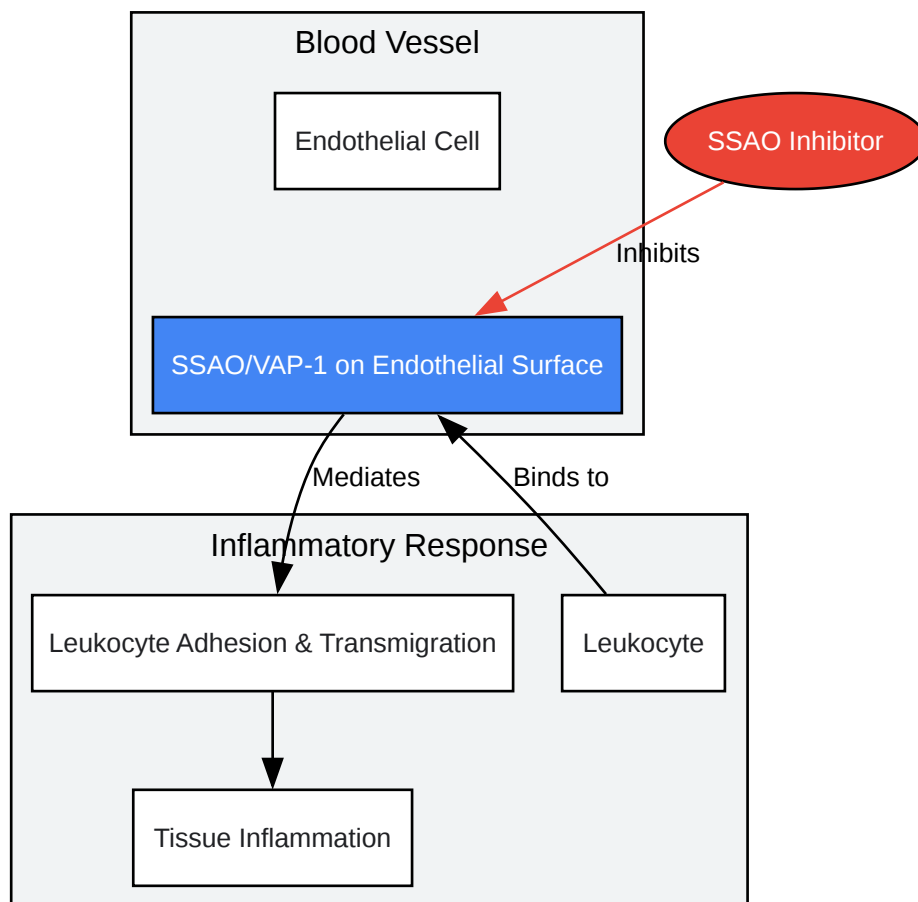 Blood Vessel
Endothelial Cell
SSAO Inhibitor
Inhibits
SSAO/VAP-1 on Endothelial Surface
Mediates
Binds to
Inflammatory Response
Leukocyte Adhesion & Transmigration
Leukocyte
Tissue Inflammation